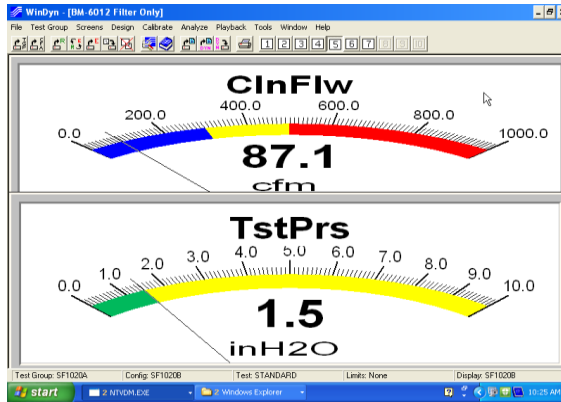 WinDyn - [BM-6012 Filter Only]
File Test Group Screens Design Calibrate Analyze Playback Tools Window Help
1 2 3 4 5 6 7 8 9 10
ClnFlw
0.0 200.0 400.0 600.0 800.0 1000.0
87.1
cfm
TstPrs
0.0 1.0 2.0 3.0 4.0 5.0 6.0 7.0 8.0 9.0 10.0
1.5
inH2O
Test Group: SF1020A Config: SF1020B Test: STANDARD Limits: None Display: SF1020B
start 2 NTVDM.EXE 2 Windows Explorer 10:25 AM